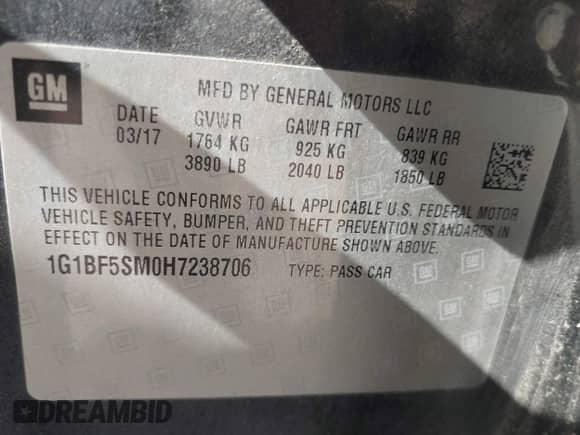 GM
MFD BY GENERAL MOTORS LLC
DATE GVWR GAWR FRT GAWR RR
03/17 1764 KG 925 KG 839 KG
3890 LB 2040 LB 1850 LB
THIS VEHICLE CONFORMS TO ALL APPLICABLE U.S. FEDERAL MOTOR
VEHICLE SAFETY, BUMPER, AND THEFT PREVENTION STANDARDS IN
EFFECT ON THE DATE OF MANUFACTURE SHOWN ABOVE.
1G1BF5SM0H7238706 TYPE: PASS CAR
DREAMBID